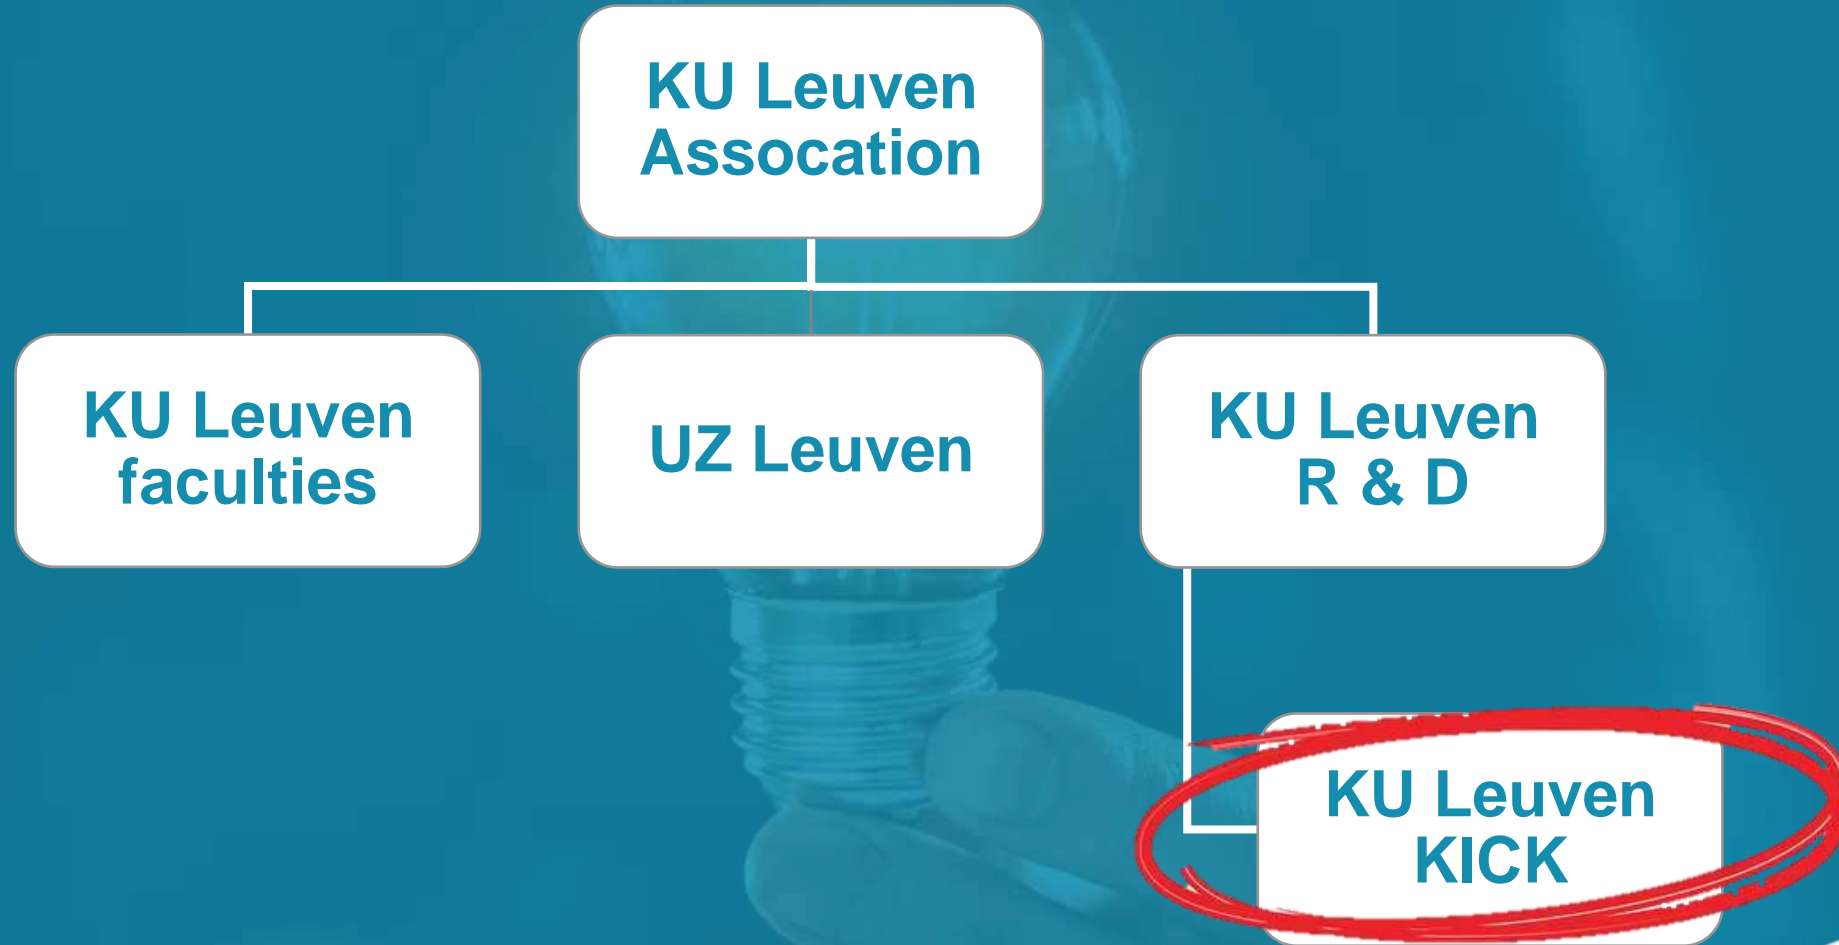 KU Leuven
Assocation
KU Leuven
faculties
UZ Leuven
KU Leuven
R & D
KU Leuven
KICK